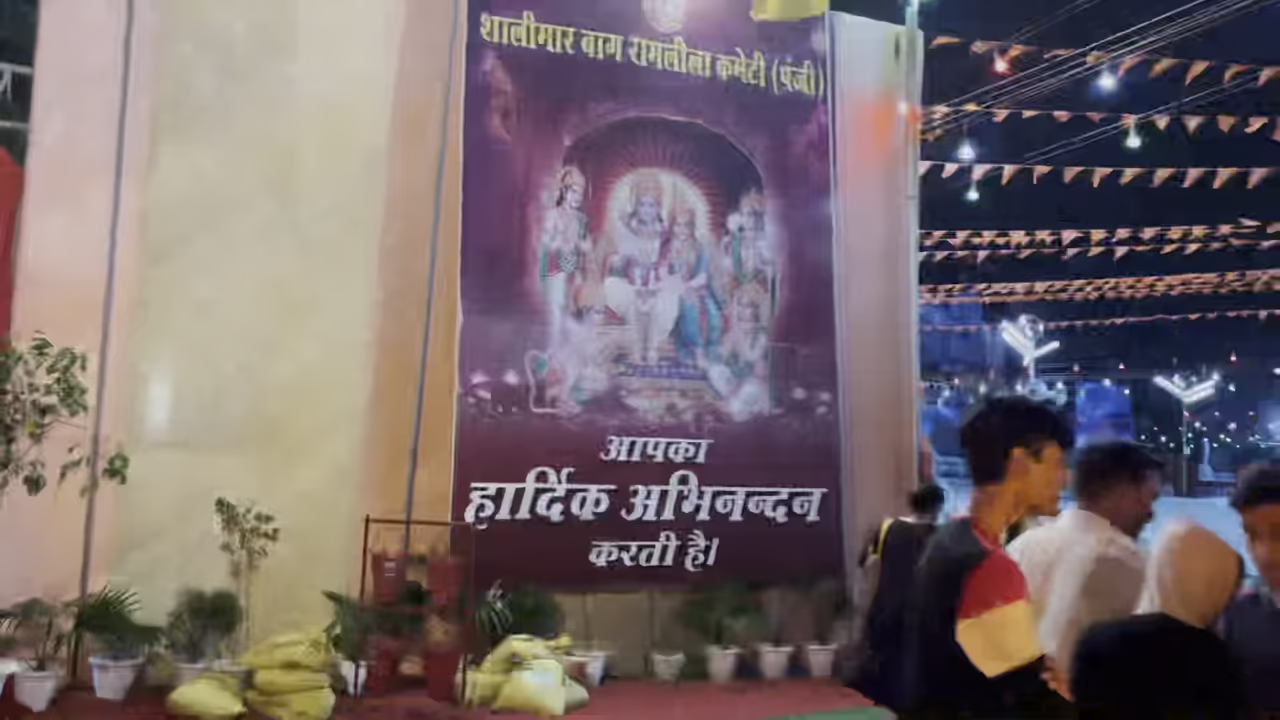 शालीमार बाग रामलीला कमेटी (पंजी)
आपका
हार्दिक अभिनन्दन
करती है।